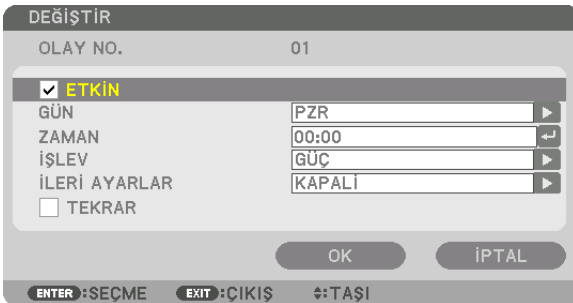 DEĞİŞTİR
OLAY NO. 01
ETKİN
GÜN PZR
ZAMAN 00:00
İŞLEV GÜÇ
İLERİ AYARLAR KAPALI
TEKRAR
OK İPTAL
ENTER :SEÇME EXIT :ÇIKIŞ :TAŞI